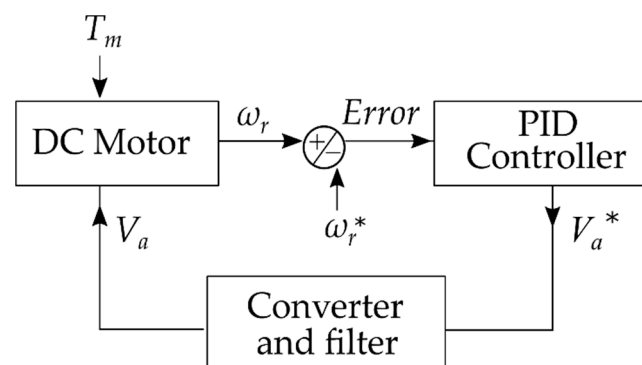 T_m
DC Motor
ω_r
+
−
Error
PID
Controller
V_a
ω_r*
V_a*
Converter
and filter